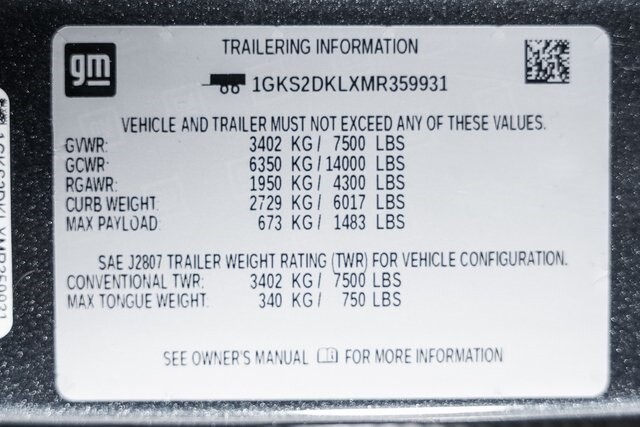 gm
TRAILERING INFORMATION
1GKS2DKLXMR359931
VEHICLE AND TRAILER MUST NOT EXCEED ANY OF THESE VALUES.
GVWR: 3402 KG / 7500 LBS
GCWR: 6350 KG / 14000 LBS
RGAWR: 1950 KG / 4300 LBS
CURB WEIGHT: 2729 KG / 6017 LBS
MAX PAYLOAD: 673 KG / 1483 LBS
SAE J2807 TRAILER WEIGHT RATING (TWR) FOR VEHICLE CONFIGURATION.
CONVENTIONAL TWR: 3402 KG / 7500 LBS
MAX TONGUE WEIGHT: 340 KG / 750 LBS
SEE OWNER'S MANUAL FOR MORE INFORMATION
1GKS2DKLXMR359931